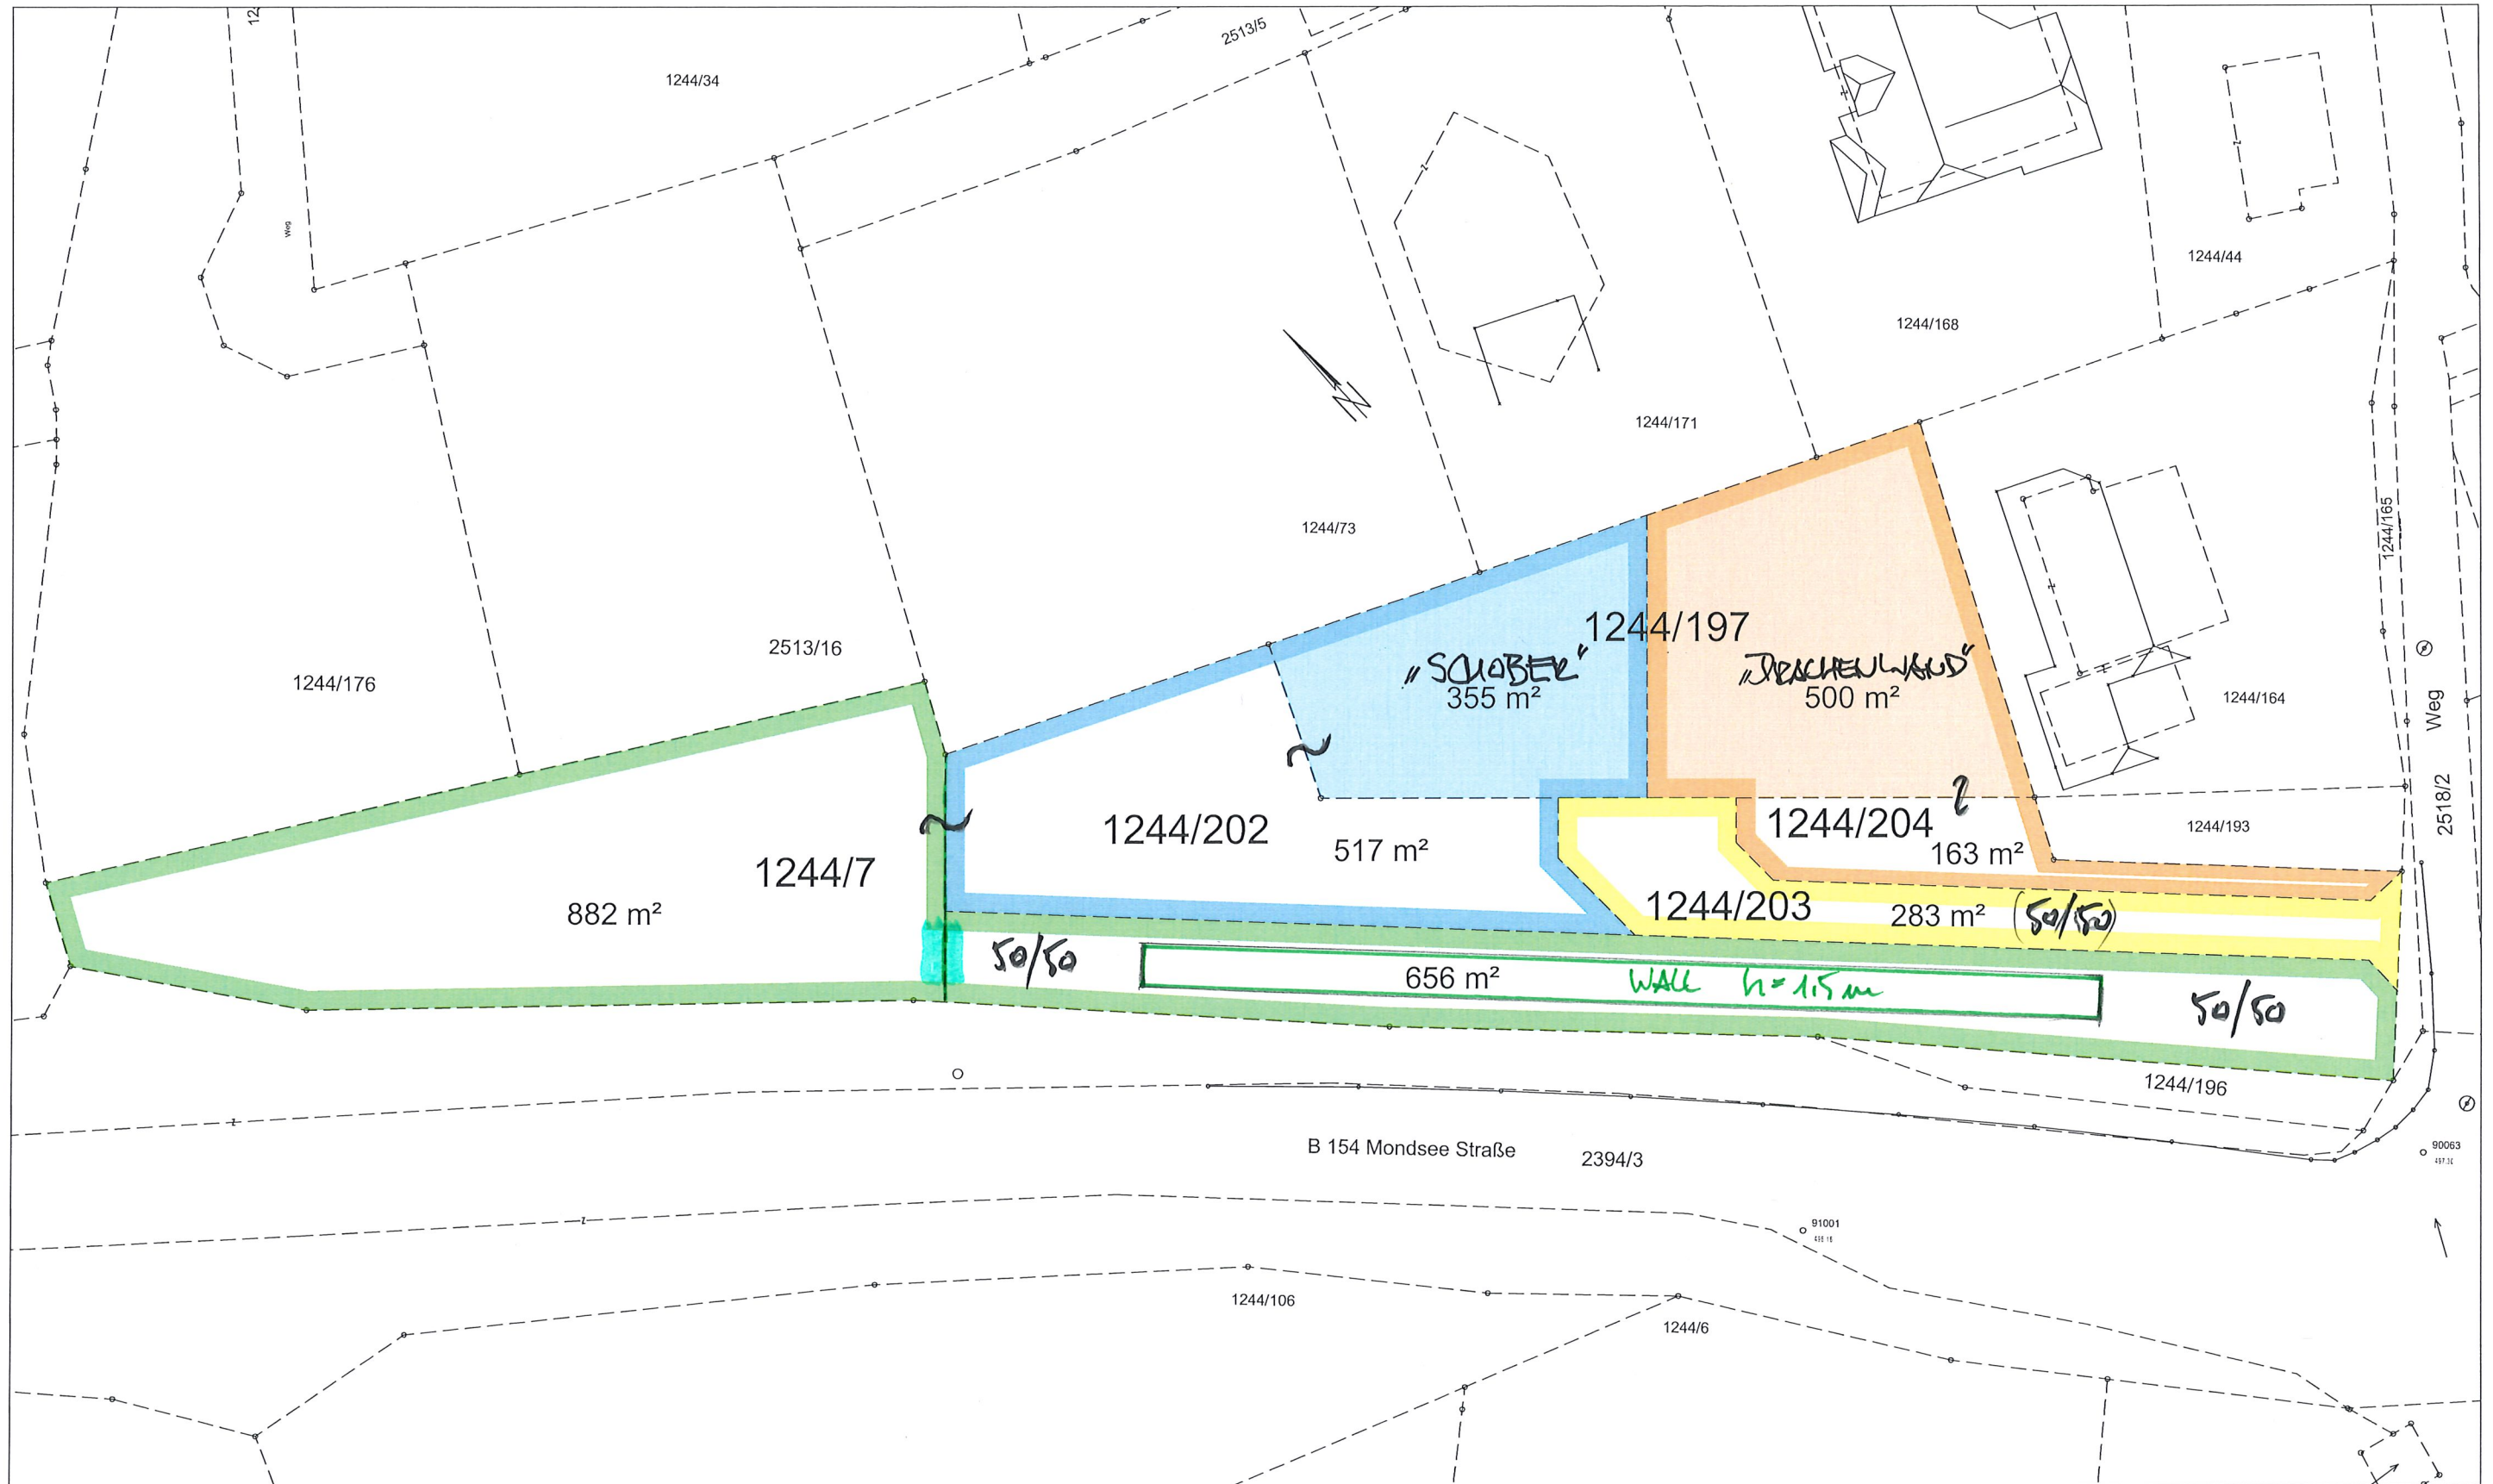 12
2513/5
1244/34
Weg
1244/44
1244/168
1244/171
1244/165
1244/73
1244/197
2513/16
„SCHOBER“
355 m²
„DRACHENWAND“
500 m²
1244/176
1244/164
Weg
2518/2
1244/202
517 m²
1244/204
163 m²
1244/193
1244/7
882 m²
1244/203
283 m²
(50/50)
50/50
656 m²
WALL h=1,5m
50/50
1244/196
B 154 Mondsee Straße
2394/3
90063
91001
1244/106
1244/6